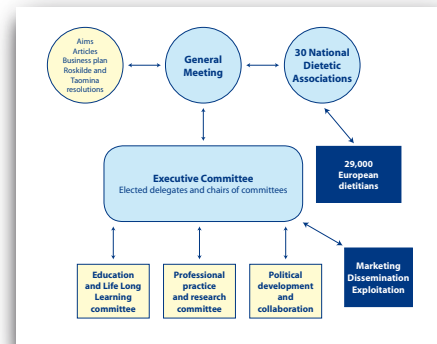 Aims
Articles
Business plan
Roskilde and
Taomina
resolutions
General
Meeting
30 National
Dietetic
Associations
Executive Committee
Elected delegates and chairs of committees
29,000
European
dietitians
Education
and Life Long
Learning
committee
Professional
practice
and research
committee
Political
development
and
collaboration
Marketing
Dissemination
Exploitation